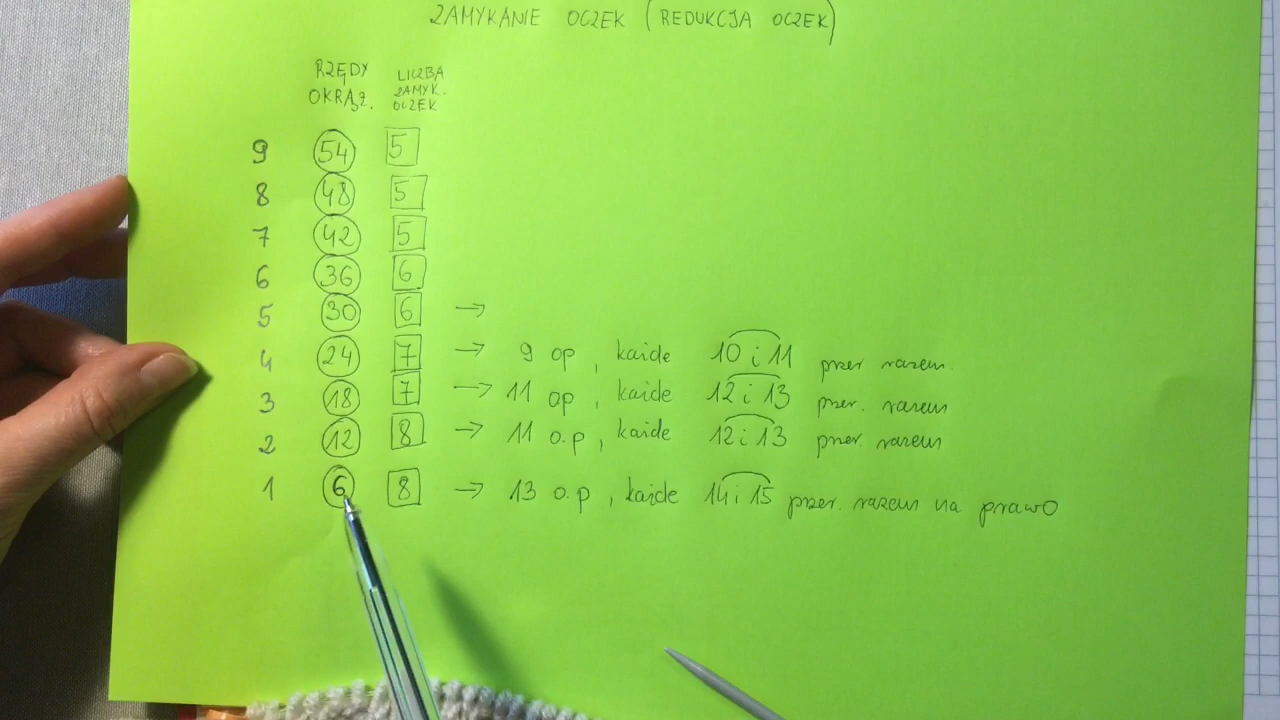 ZAMYKANIE OCZEK (REDUKCJA OCZEK)
RZĘDY OKRĄŻ.
LICZBA ZAMYK. OCZEK
9 54 5
8 48 5
7 42 5
6 36 6
5 30 6 →
4 24 7 → 9 op, każde 10 i 11 przer razem.
3 18 7 → 11 op, każde 12 i 13 przer. razem
2 12 8 → 11 o.p, każde 12 i 13 przer. razem
1 6 8 → 13 o.p, każde 14 i 15 przer. razem na prawo